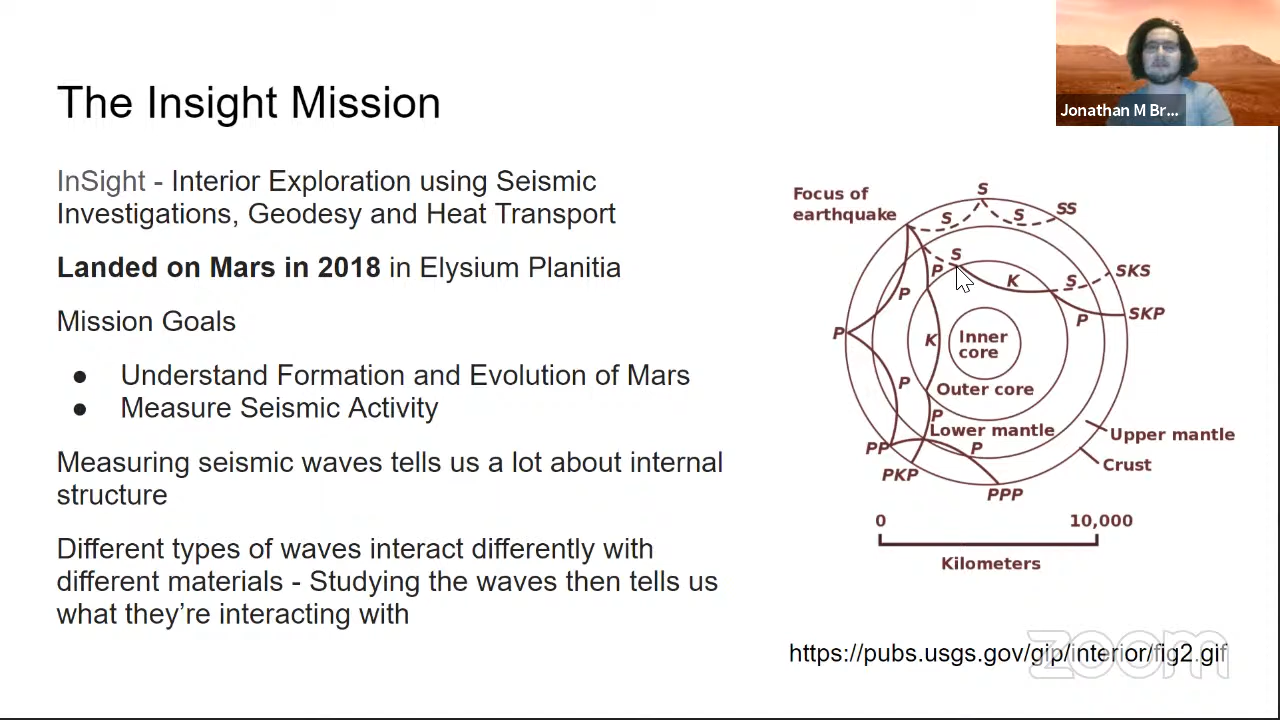 The Insight Mission
Jonathan M Br...
InSight - Interior Exploration using Seismic
Investigations, Geodesy and Heat Transport
Landed on Mars in 2018 in Elysium Planitia
Mission Goals
● Understand Formation and Evolution of Mars
● Measure Seismic Activity
Measuring seismic waves tells us a lot about internal
structure
Different types of waves interact differently with
different materials - Studying the waves then tells us
what they're interacting with
Focus of
earthquake
S
S
S
SS
S
P
K
S
SKS
P
P
SKP
P
K
Inner
core
P
Outer core
P
Lower mantle
PP
P
Upper mantle
PKP
Crust
PPP
0
10,000
Kilometers
https://pubs.usgs.gov/gip/interior/fig2.gif
zoom